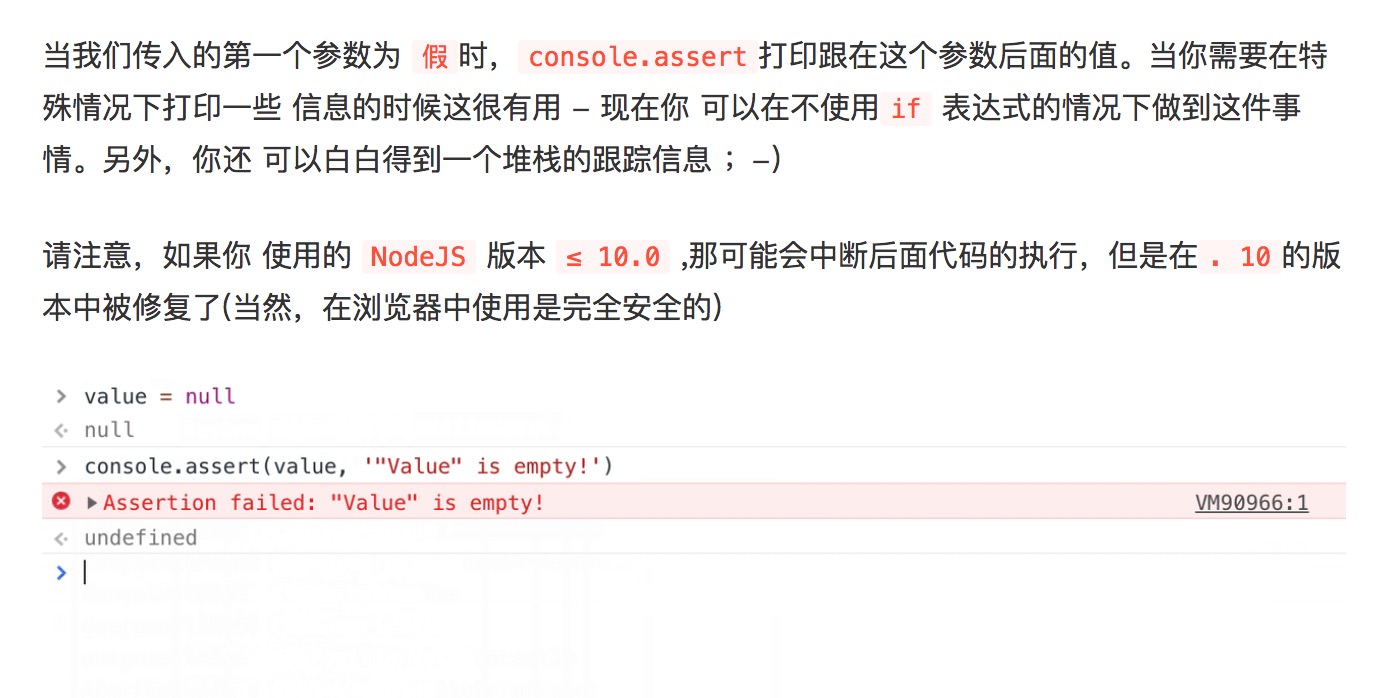 当我们传入的第一个参数为 假 时， console.assert 打印跟在这个参数后面的值。当你需要在特
殊情况下打印一些 信息的时候这很有用 – 现在你 可以在不使用 if 表达式的情况下做到这件事
情。另外，你还 可以白白得到一个堆栈的跟踪信息 ；–)
请注意，如果你 使用的 NodeJS 版本 ≤ 10.0 ,那可能会中断后面代码的执行，但是在 . 10 的版
本中被修复了(当然，在浏览器中使用是完全安全的)
> value = null
<· null
> console.assert(value, '"Value" is empty!')
▶Assertion failed: "Value" is empty! VM90966:1
<· undefined
>